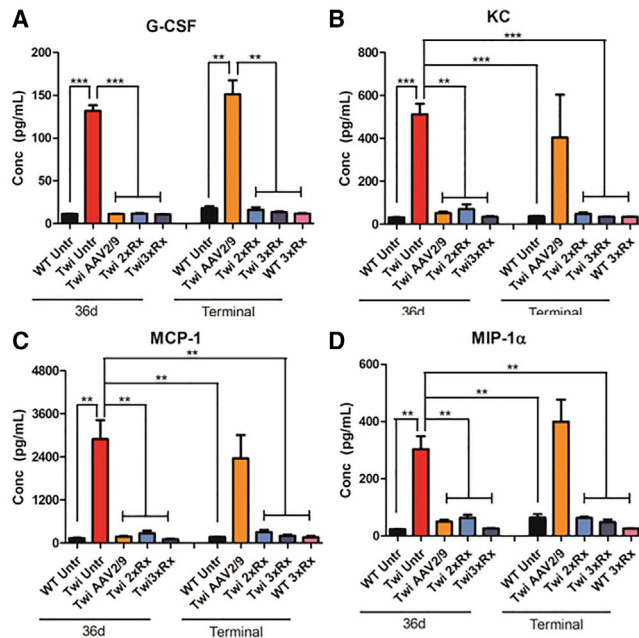 A
G-CSF
Conc (pg/mL)
200
150
100
50
0
***
***
**
**
WT Untr
Twi Untr
Twi AAV2/9
Twi 2xRx
Twi3xRx
WT Untr
Twi AAV2/9
Twi 2xRx
Twi 3xRx
WT 3xRx
36d
Terminal
B
KC
Conc (pg/mL)
800
600
400
200
0
***
***
***
**
WT Untr
Twi Untr
Twi AAV2/9
Twi 2xRx
Twi3xRx
WT Untr
Twi AAV2/9
Twi 2xRx
Twi 3xRx
WT 3xRx
36d
Terminal
C
MCP-1
Conc (pg/mL)
4800
3600
2400
1200
0
**
**
**
**
WT Untr
Twi Untr
Twi AAV2/9
Twi 2xRx
Twi3xRx
WT Untr
Twi AAV2/9
Twi 2xRx
Twi 3xRx
WT 3xRx
36d
Terminal
D
MIP-1α
Conc (pg/mL)
600
400
200
0
**
**
**
**
WT Untr
Twi Untr
Twi AAV2/9
Twi 2xRx
Twi3xRx
WT Untr
Twi AAV2/9
Twi 2xRx
Twi 3xRx
WT 3xRx
36d
Terminal